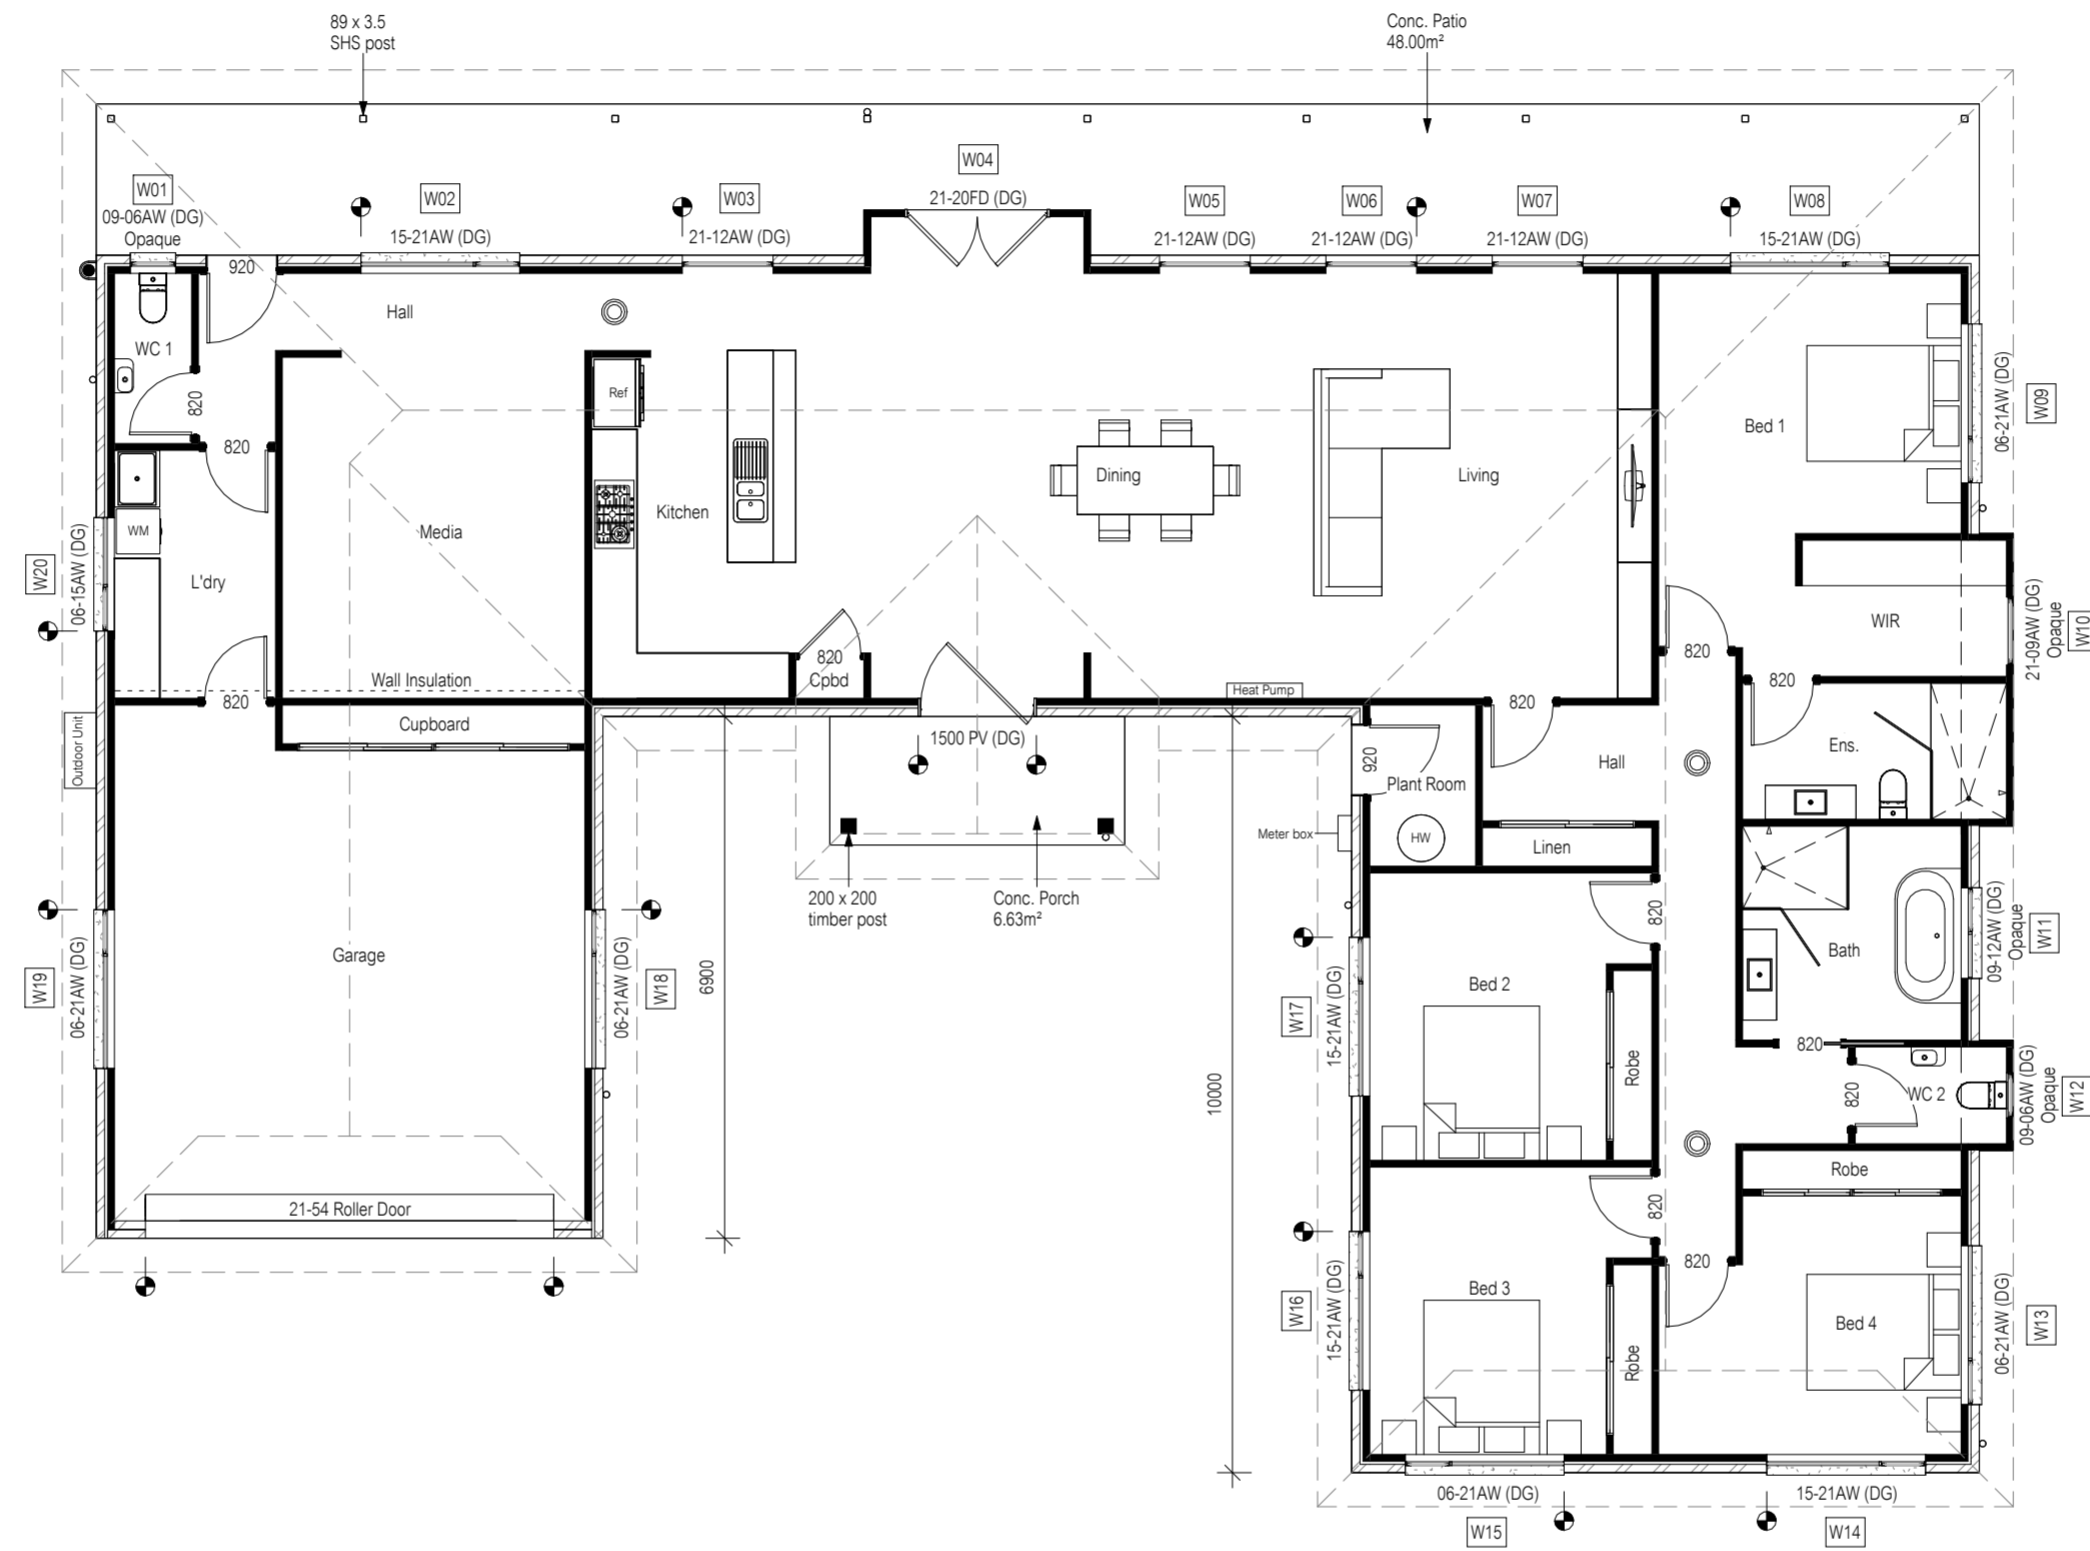 89 x 3.5
SHS post
Conc. Patio
48.00m²
W01
09-06AW (DG)
Opaque
W02
15-21AW (DG)
W03
21-12AW (DG)
W04
21-20FD (DG)
W05
21-12AW (DG)
W06
21-12AW (DG)
W07
21-12AW (DG)
W08
15-21AW (DG)
920
Hall
WC 1
820
820
Ref
Kitchen
Media
Dining
Living
Bed 1
06-21AW (DG)
W09
WM
L'dry
W20
06-15AW (DG)
Wall Insulation
820
Cupboard
Outdoor Unit
820
Cpbd
1500 PV (DG)
Heat Pump
820
820
WIR
21-09AW (DG)
Opaque
W10
820
Ens.
Hall
920
Plant Room
HW
Meter box
Linen
200 x 200
timber post
Conc. Porch
6.63m²
Garage
W19
06-21AW (DG)
06-21AW (DG)
W18
6900
10000
W17
15-21AW (DG)
Bed 2
820
Robe
Bath
09-12AW (DG)
Opaque
W11
820
820
WC 2
09-06AW (DG)
Opaque
W12
Robe
21-54 Roller Door
W16
15-21AW (DG)
Bed 3
820
Robe
820
Bed 4
06-21AW (DG)
W13
06-21AW (DG)
W15
15-21AW (DG)
W14